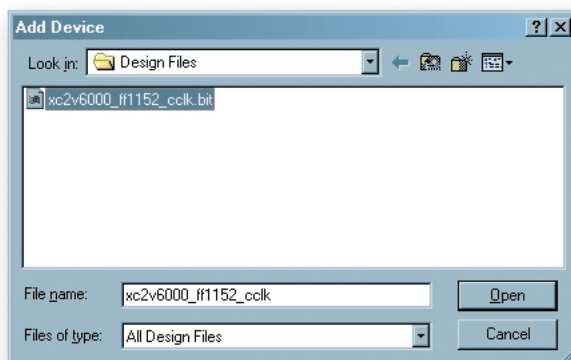 Add Device
Look in: Design Files
xc2v6000_ff1152_cclk.bit
File name: xc2v6000_ff1152_cclk Open
Files of type: All Design Files Cancel